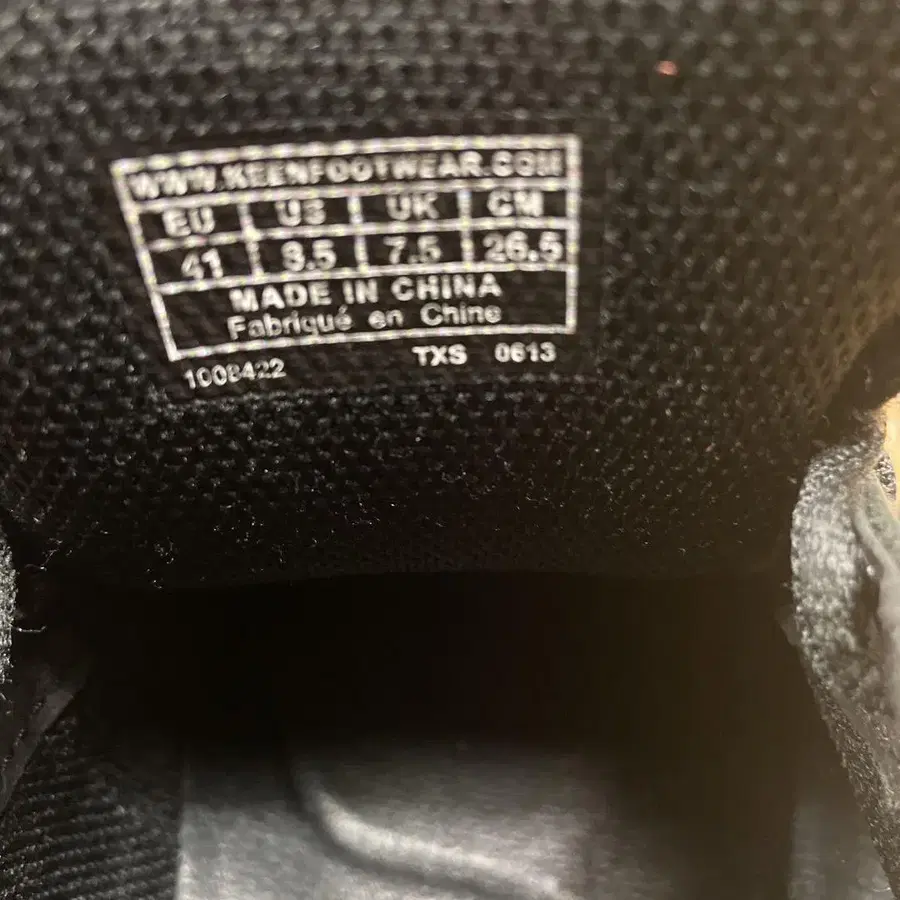 WWW.KEENFOOTWEAR.COM
EU US UK CM
41 8.5 7.5 26.5
MADE IN CHINA
Fabriqué en Chine
1008422 TXS 0613